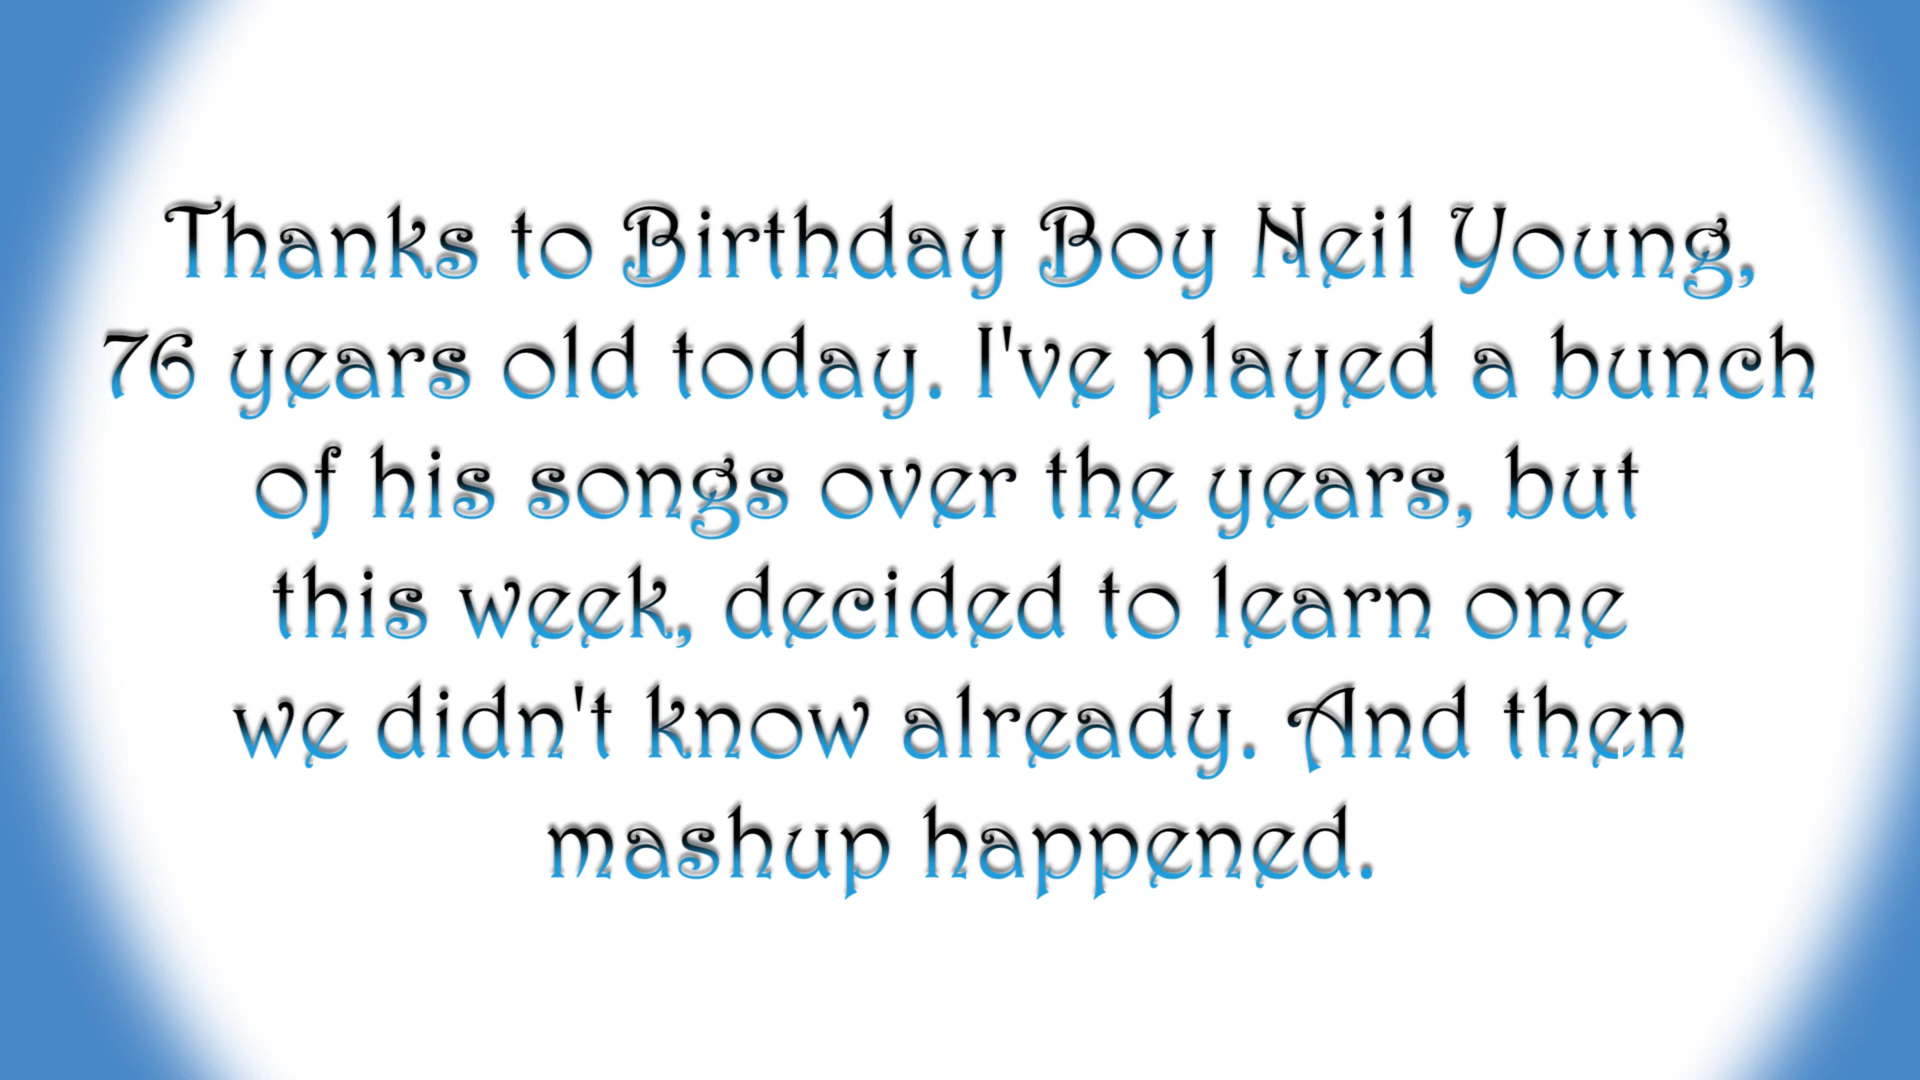 Thanks to Birthday Boy Neil Young,
76 years old today. I've played a bunch
of his songs over the years, but
this week, decided to learn one
we didn't know already. And then
mashup happened.